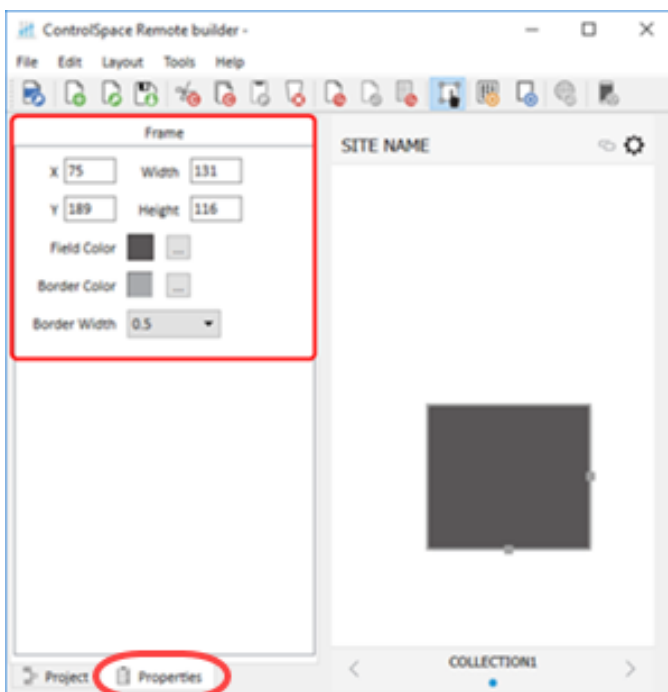 ControlSpace Remote builder -
File Edit Layout Tools Help
Frame
X 75 Width 131
Y 189 Height 116
Field Color ...
Border Color ...
Border Width 0.5
SITE NAME
COLLECTION1
Project Properties